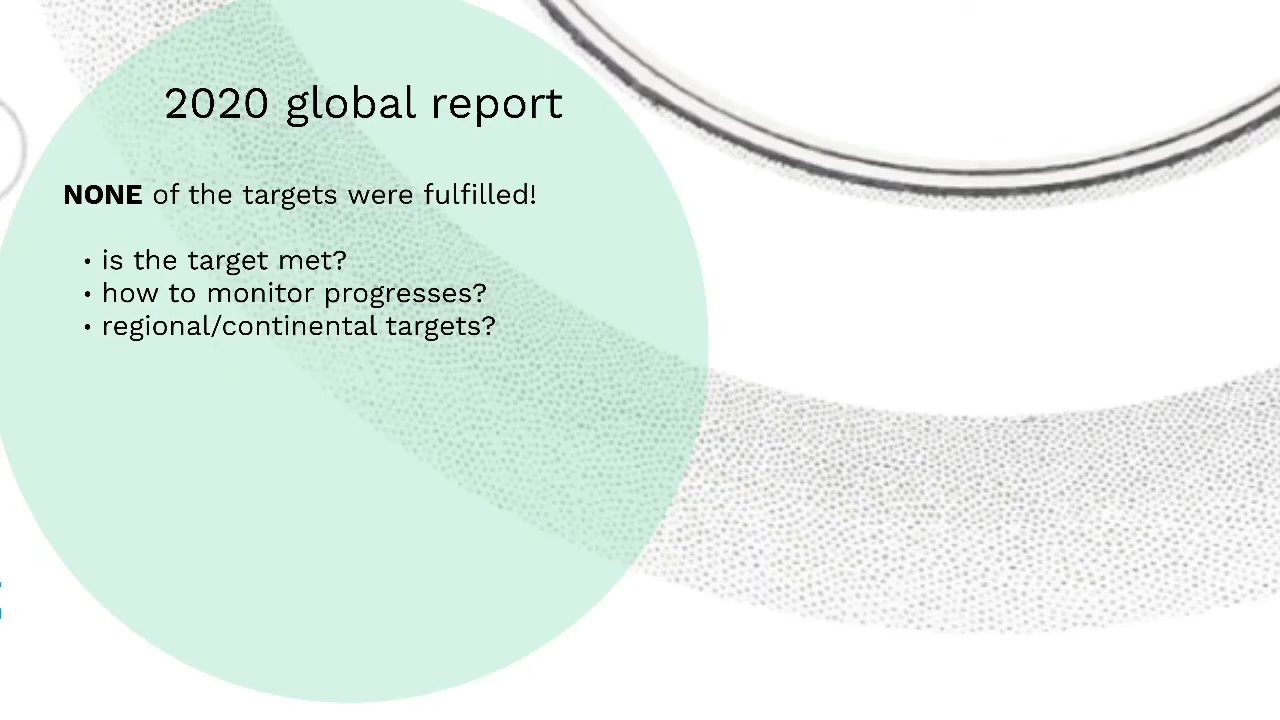 2020 global report
NONE of the targets were fulfilled!
• is the target met?
• how to monitor progresses?
• regional/continental targets?